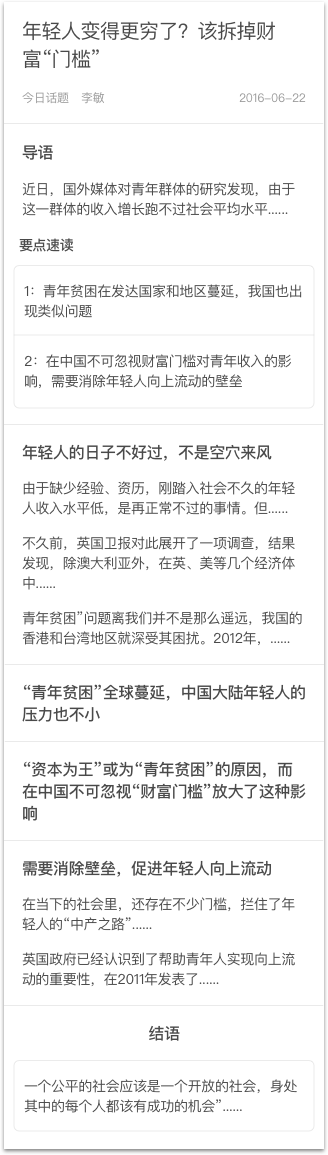 年轻人变得更穷了？该拆掉财
富“门槛”
今日话题 李敏 2016-06-22
导语
近日，国外媒体对青年群体的研究发现，由于
这一群体的收入增长跑不过社会平均水平......
要点速读
1：青年贫困在发达国家和地区蔓延，我国也出
现类似问题
2：在中国不可忽视财富门槛对青年收入的影
响，需要消除年轻人向上流动的壁垒
年轻人的日子不好过，不是空穴来风
由于缺少经验、资历，刚踏入社会不久的年轻
人收入水平低，是再正常不过的事情。但......
不久前，英国卫报对此展开了一项调查，结果
发现，除澳大利亚外，在英、美等几个经济体
中......
青年贫困”问题离我们并不是那么遥远，我国的
香港和台湾地区就深受其困扰。2012年，......
“青年贫困”全球蔓延，中国大陆年轻人的
压力也不小
“资本为王”或为“青年贫困”的原因，而
在中国不可忽视“财富门槛”放大了这种影
响
需要消除壁垒，促进年轻人向上流动
在当下的社会里，还存在不少门槛，拦住了年
轻人的“中产之路”......
英国政府已经认识到了帮助青年人实现向上流
动的重要性，在2011年发表了......
结语
一个公平的社会应该是一个开放的社会，身处
其中的每个人都该有成功的机会”......